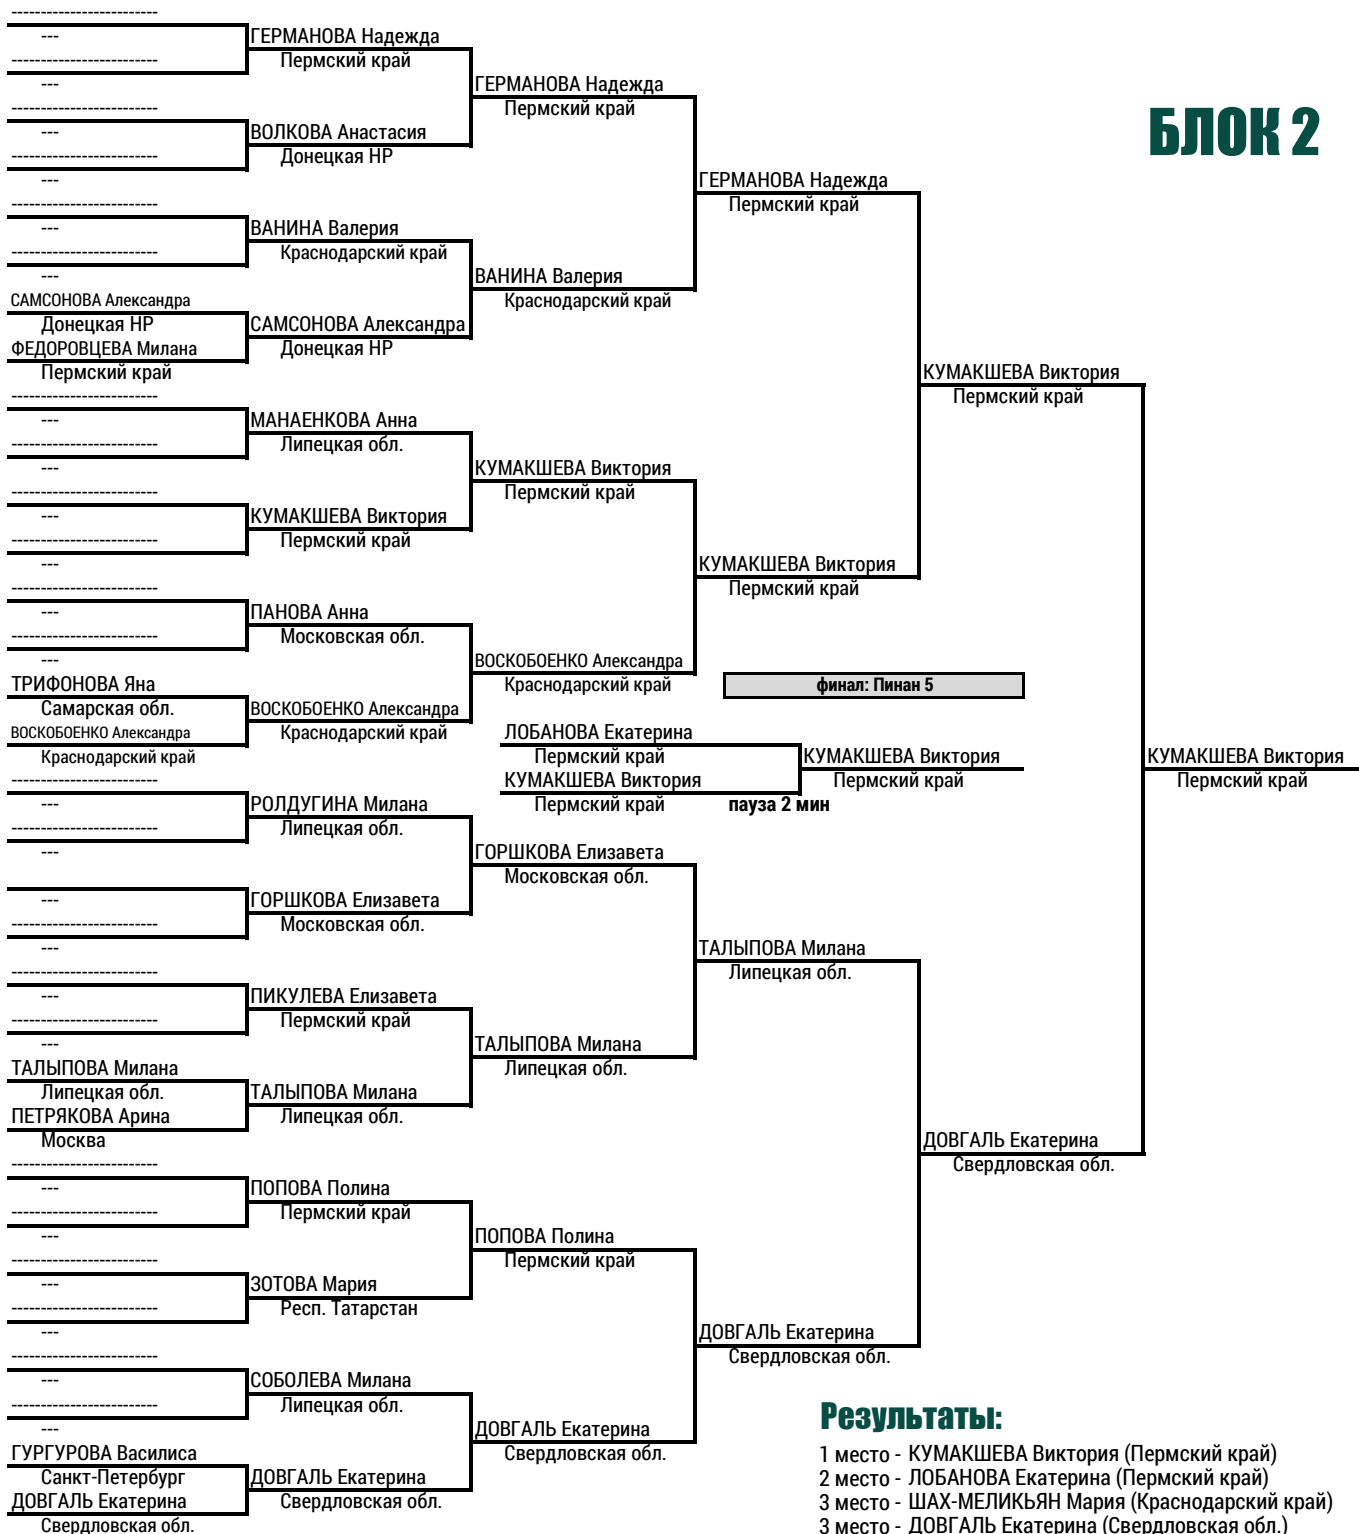 -------------------------
---
ГЕРМАНОВА Надежда
-------------------------
Пермский край
---
ГЕРМАНОВА Надежда
-------------------------
Пермский край
БЛОК 2
---
ВОЛКОВА Анастасия
-------------------------
Донецкая НР
---
ГЕРМАНОВА Надежда
-------------------------
Пермский край
---
ВАНИНА Валерия
-------------------------
Краснодарский край
---
ВАНИНА Валерия
САМСОНОВА Александра
Краснодарский край
Донецкая НР
САМСОНОВА Александра
ФЕДОРОВЦЕВА Милана
Донецкая НР
Пермский край
КУМАКШЕВА Виктория
-------------------------
Пермский край
---
МАНАЕНКОВА Анна
-------------------------
Липецкая обл.
---
КУМАКШЕВА Виктория
-------------------------
Пермский край
---
КУМАКШЕВА Виктория
-------------------------
Пермский край
---
КУМАКШЕВА Виктория
-------------------------
Пермский край
---
ПАНОВА Анна
-------------------------
Московская обл.
---
ВОСКОБОЕНКО Александра
ТРИФОНОВА Яна
Краснодарский край
финал: Пинан 5
Самарская обл.
ВОСКОБОЕНКО Александра
ВОСКОБОЕНКО Александра
Краснодарский край
ЛОБАНОВА Екатерина
Краснодарский край
Пермский край
КУМАКШЕВА Виктория
КУМАКШЕВА Виктория
-------------------------
КУМАКШЕВА Виктория
Пермский край
Пермский край
---
РОЛДУГИНА Милана
Пермский край
пауза 2 мин
-------------------------
Липецкая обл.
---
ГОРШКОВА Елизавета
Московская обл.
---
ГОРШКОВА Елизавета
-------------------------
Московская обл.
---
ТАЛЫПОВА Милана
-------------------------
Липецкая обл.
---
ПИКУЛЕВА Елизавета
-------------------------
Пермский край
---
ТАЛЫПОВА Милана
ТАЛЫПОВА Милана
Липецкая обл.
Липецкая обл.
ТАЛЫПОВА Милана
ПЕТРЯКОВА Арина
Липецкая обл.
Москва
ДОВГАЛЬ Екатерина
-------------------------
Свердловская обл.
---
ПОПОВА Полина
-------------------------
Пермский край
---
ПОПОВА Полина
-------------------------
Пермский край
---
ЗОТОВА Мария
-------------------------
Респ. Татарстан
---
ДОВГАЛЬ Екатерина
-------------------------
Свердловская обл.
---
СОБОЛЕВА Милана
-------------------------
Липецкая обл.
---
ДОВГАЛЬ Екатерина
ГУРГУРОВА Василиса
Свердловская обл.
Санкт-Петербург
ДОВГАЛЬ Екатерина
ДОВГАЛЬ Екатерина
Свердловская обл.
Свердловская обл.
Результаты:
1 место - КУМАКШЕВА Виктория (Пермский край)
2 место - ЛОБАНОВА Екатерина (Пермский край)
3 место - ШАХ-МЕЛИКЬЯН Мария (Краснодарский край)
3 место - ДОВГАЛЬ Екатерина (Свердловская обл.)